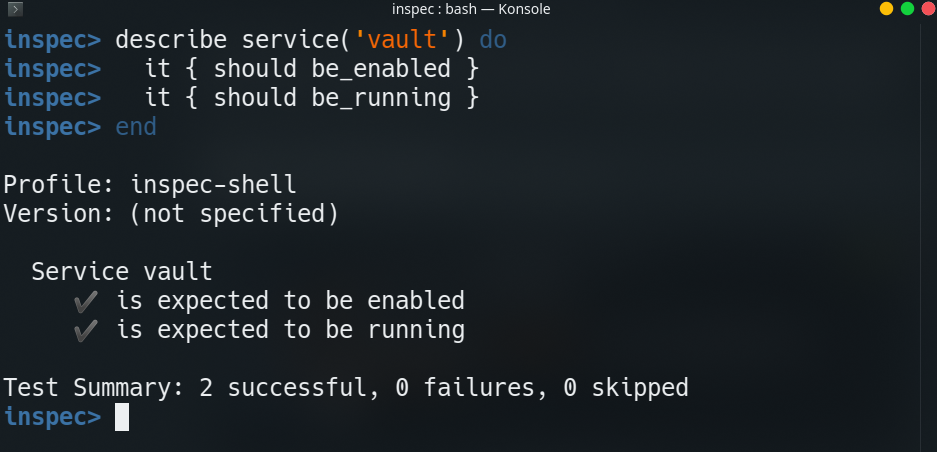 inspec : bash — Konsole
inspec> describe service('vault') do
inspec>   it { should be_enabled }
inspec>   it { should be_running }
inspec> end
Profile: inspec-shell
Version: (not specified)
  Service vault
     ✔ is expected to be enabled
     ✔ is expected to be running
Test Summary: 2 successful, 0 failures, 0 skipped
inspec>